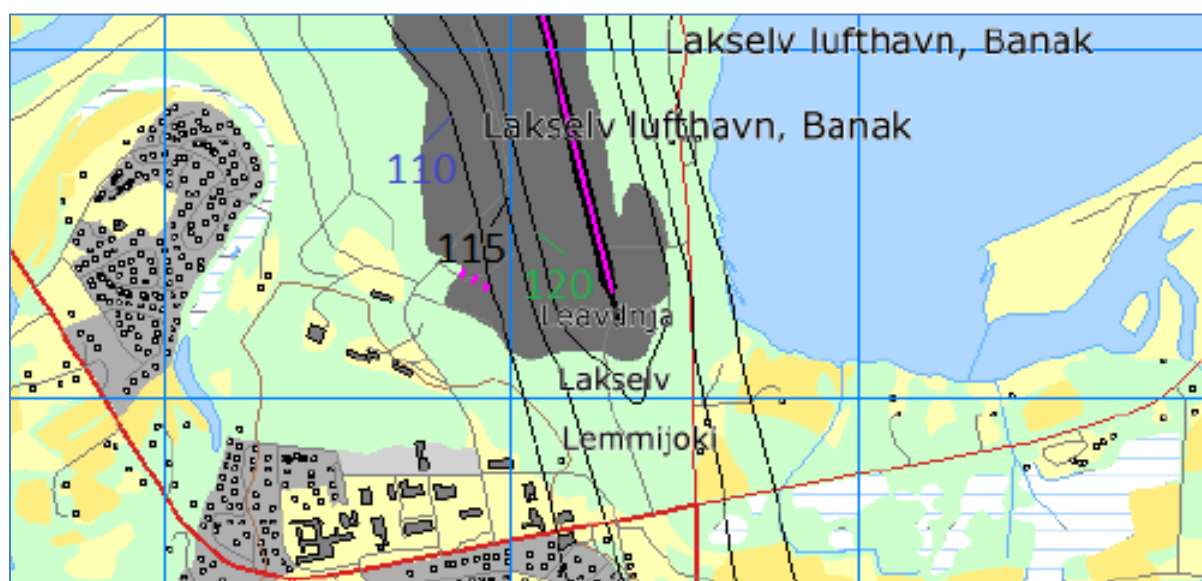 Lakselv lufthavn, Banak
Lakselv lufthavn, Banak
110
115
120
Leavdnja
Lakselv
Lemmijoki